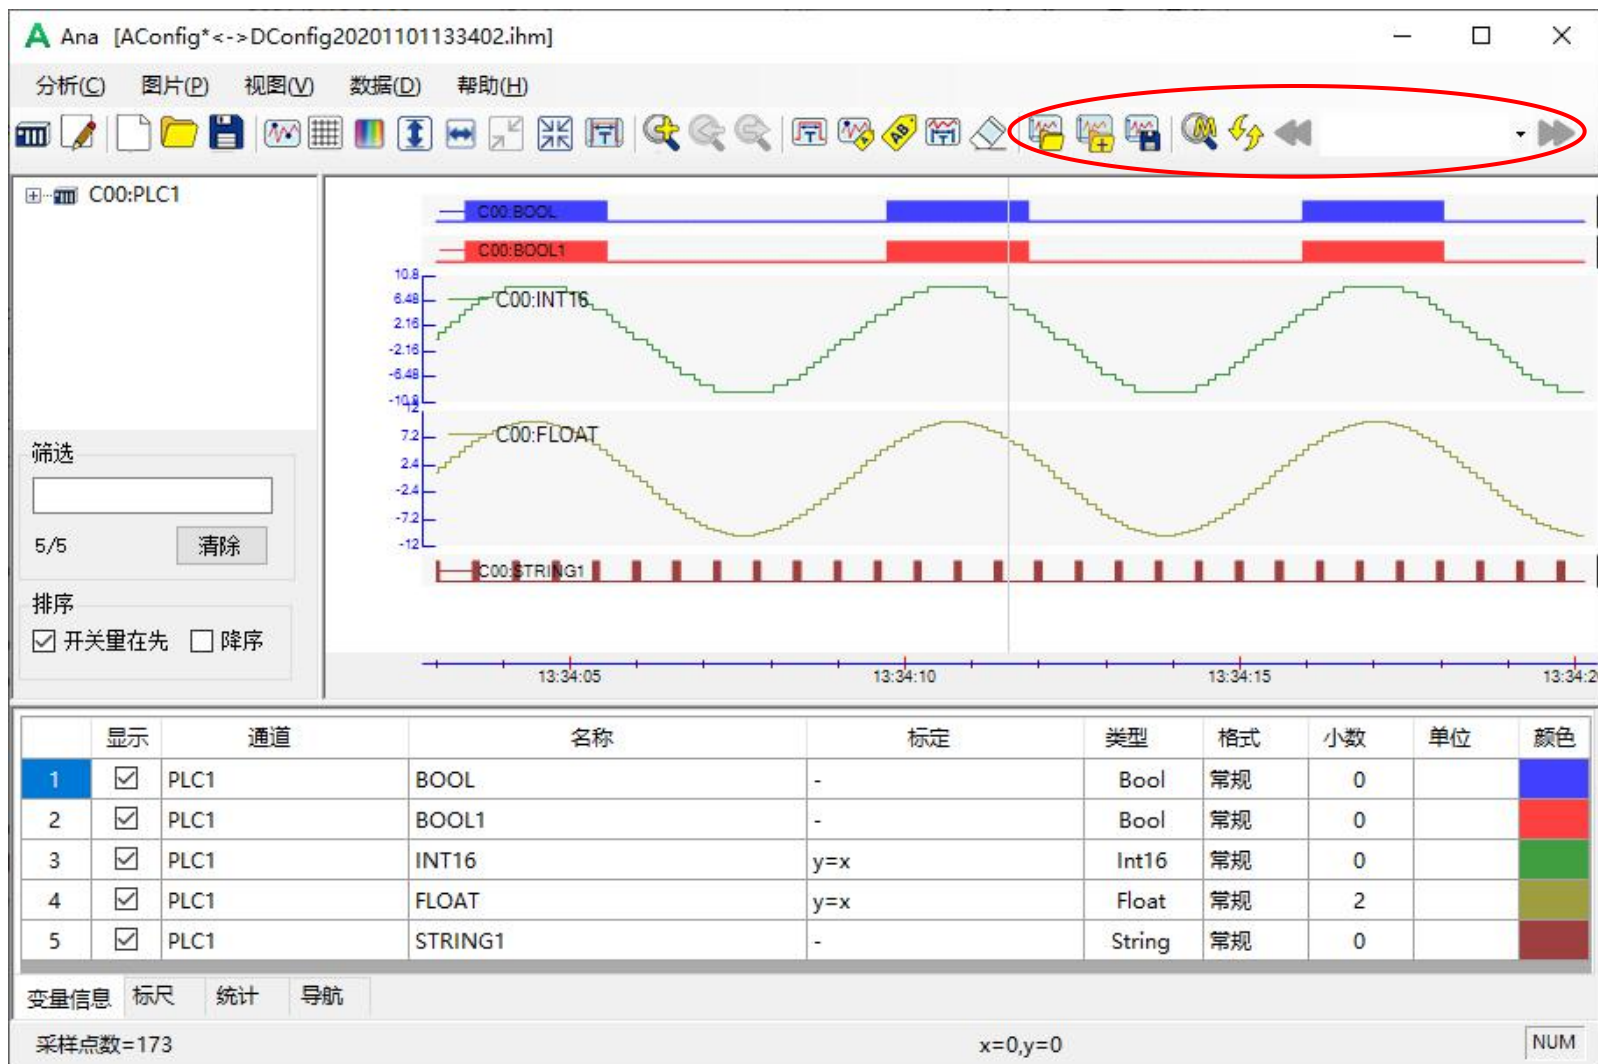 Ana [AConfig*<->DConfig20201101133402.ihm]
分析(C) 图片(P) 视图(V) 数据(D) 帮助(H)
C00:PLC1
筛选
5/5 清除
排序
开关量在先 降序
C00:BOOL
C00:BOOL1
10.8
6.48
2.16
-2.16
-6.48
-10.8
C00:INT16
12
7.2
2.4
-2.4
-7.2
-12
C00:FLOAT
C00:STRING1
13:34:05 13:34:10 13:34:15 13:34:2
显示 通道 名称 标定 类型 格式 小数 单位 颜色
1 PLC1 BOOL - Bool 常规 0
2 PLC1 BOOL1 - Bool 常规 0
3 PLC1 INT16 y=x Int16 常规 0
4 PLC1 FLOAT y=x Float 常规 2
5 PLC1 STRING1 - String 常规 0
变量信息 标尺 统计 导航
采样点数=173 x=0,y=0 NUM